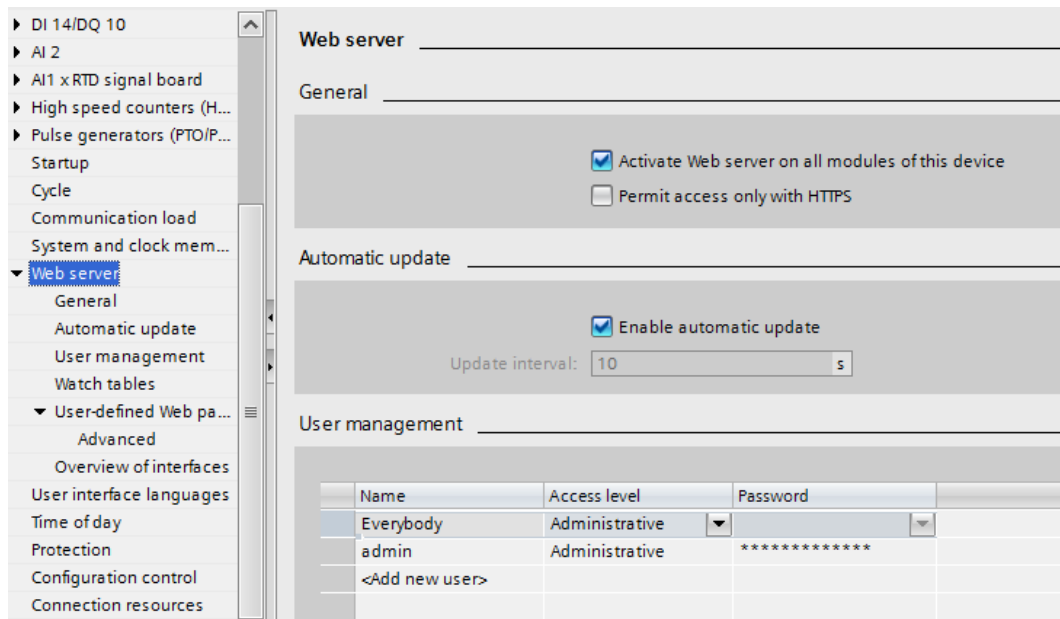 DI 14/DQ 10
AI 2
AI1 x RTD signal board
High speed counters (H...
Pulse generators (PTO/P...
Startup
Cycle
Communication load
System and clock mem...
Web server
General
Automatic update
User management
Watch tables
User-defined Web pa...
Advanced
Overview of interfaces
User interface languages
Time of day
Protection
Configuration control
Connection resources
Web server
General
Activate Web server on all modules of this device
Permit access only with HTTPS
Automatic update
Enable automatic update
Update interval: 10 s
User management
Name Access level Password
Everybody Administrative
admin Administrative *************
<Add new user>